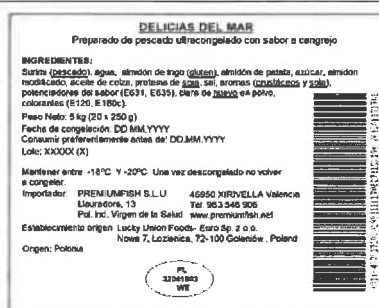 DELICIAS DEL MAR
Preparado de pescado ultracongelado con sabor a cangrejo
INGREDIENTES:
Surimi (pescado), agua, almidón de trigo (gluten), almidón de patata, azúcar, almidón
modificado, aceite de colza, proteína de soja, sal, aromas (crustáceos y soja),
potenciadores del sabor (E631, E635), clara de huevo en polvo,
colorantes (E120, E160c).
Peso Neto: 5 kg (20 x 250 g)
Fecha de congelación: DD MM.YYYY
Consumir preferentemente antes de: DD.MM.YYYY
Lote: XXXXX (X)
Mantener entre -18ºC Y -20ºC Una vez descongelado no volver
a congelar.
Importador: PREMIUMFISH S.L.U 46950 XIRIVELLA Valencia
Llauradors, 13 Tel 963 546 906
Pol. Ind. Virgen de la Salud www.premiumfish.net
Establecimiento origen Lucky Union Foods- Euro Sp. z o.o.
Nowa 7, Lozienica, 72-100 Goleniów, Poland
Origen: Polonia
PL
WE